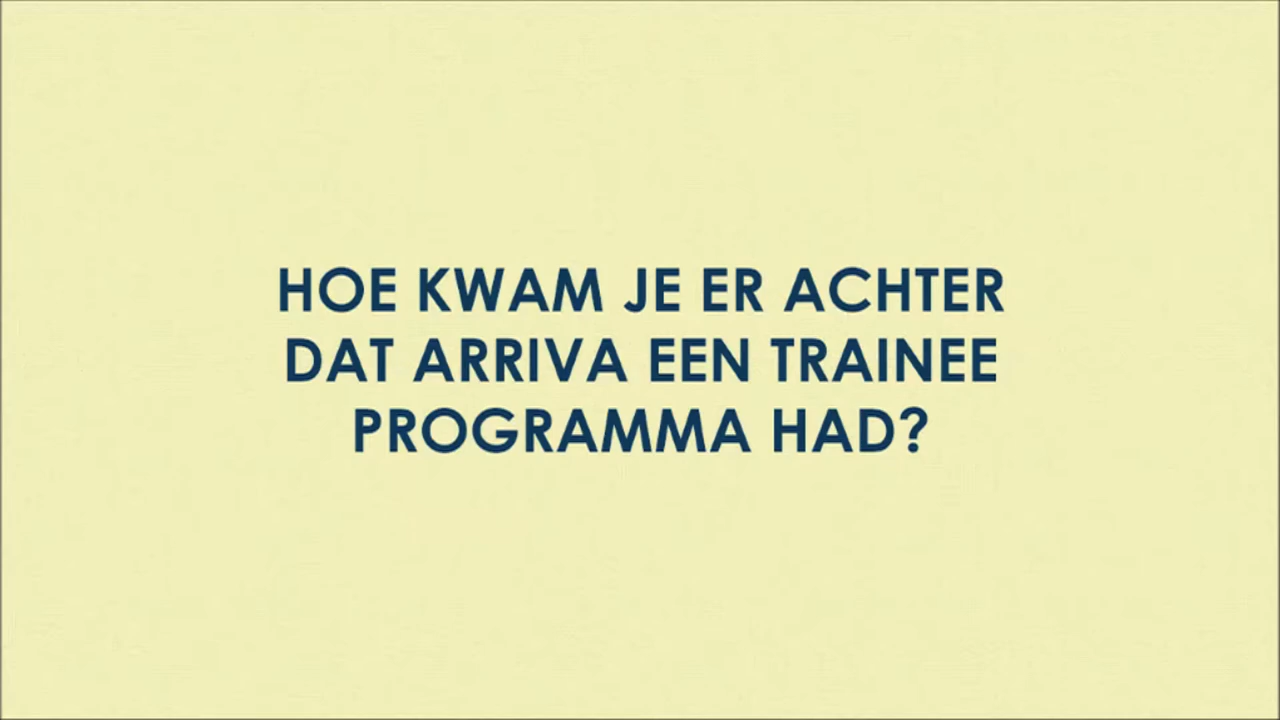 HOE KWAM JE ER ACHTER
DAT ARRIVA EEN TRAINEE
PROGRAMMA HAD?